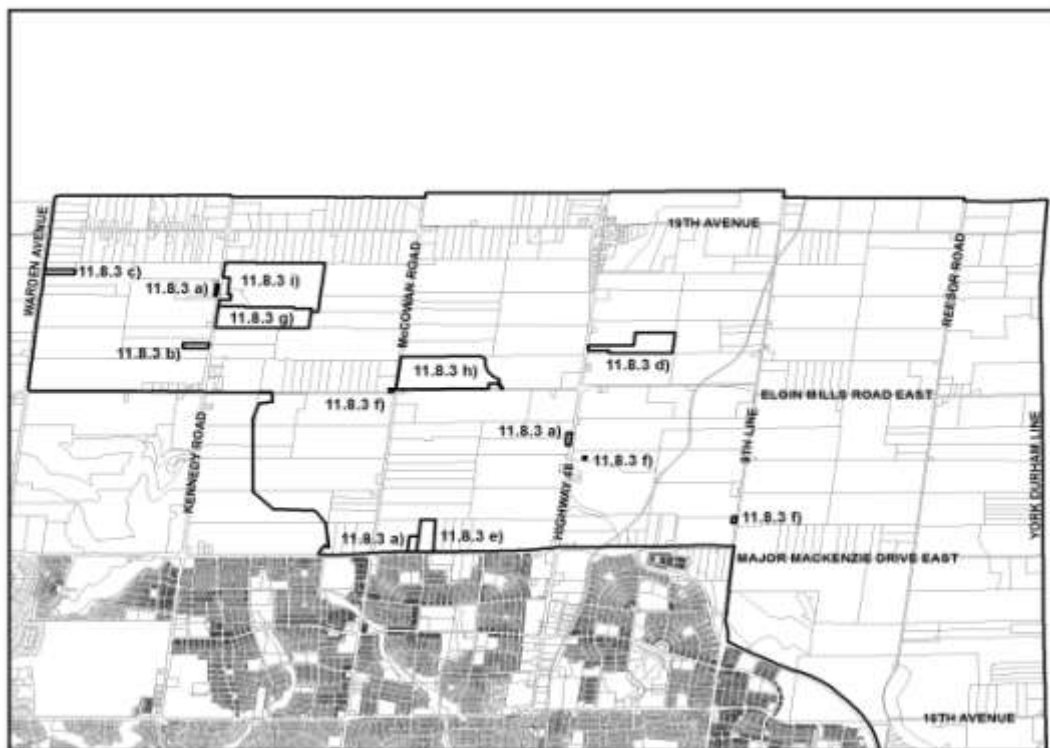 19TH AVENUE
WARDEN AVENUE
11.8.3 c)
11.8.3 a)
11.8.3 i)
McCOWAN ROAD
REESOR ROAD
11.8.3 g)
11.8.3 b)
11.8.3 h)
11.8.3 d)
11.8.3 f)
ELGIN MILLS ROAD EAST
KENNEDY ROAD
11.8.3 a)
11.8.3 f)
HIGHWAY 48
9TH LINE
YORK DURHAM LINE
11.8.3 f)
11.8.3 a)
11.8.3 e)
MAJOR MACKENZIE DRIVE EAST
16TH AVENUE